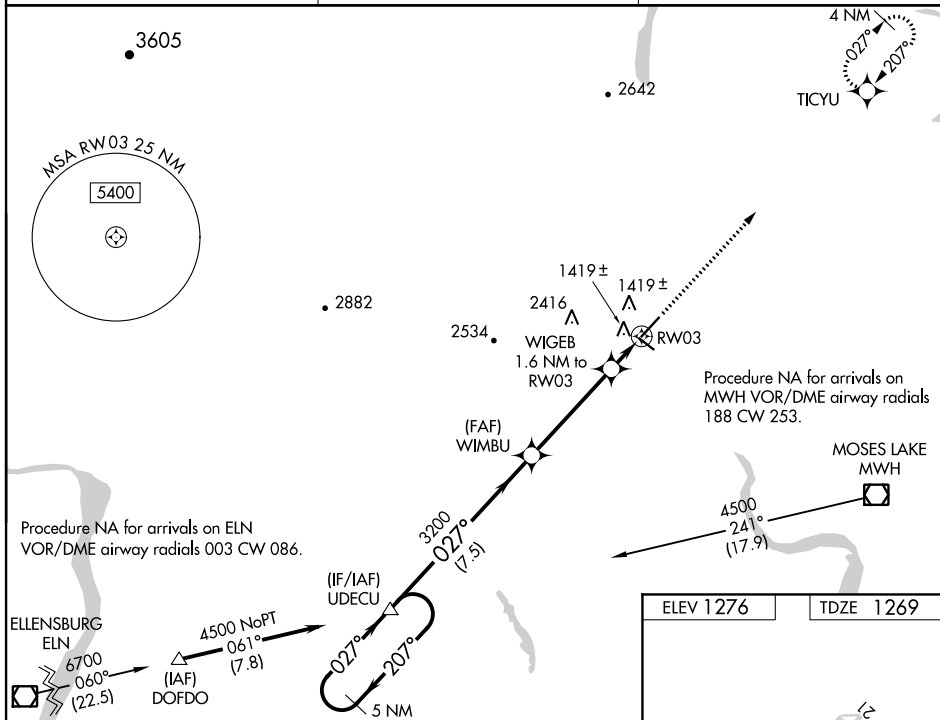 3605
4 NM
027°
207°
TICYU
2642
MSA RW03 25 NM
5400
1419±
1419±
2416
2882
2534
WIGEB
1.6 NM to
RW03
RW03
Procedure NA for arrivals on
MWH VOR/DME airway radials
188 CW 253.
(FAF)
WIMBU
MOSES LAKE
MWH
4500
241°
(17.9)
Procedure NA for arrivals on ELN
VOR/DME airway radials 003 CW 086.
3200
027°
(7.5)
(IF/IAF)
UDECU
ELLENSBURG
ELN
6700
060°
(22.5)
4500 NoPT
061°
(7.8)
(IAF)
DOFDO
027°
207°
5 NM
ELEV 1276
TDZE 1269
21